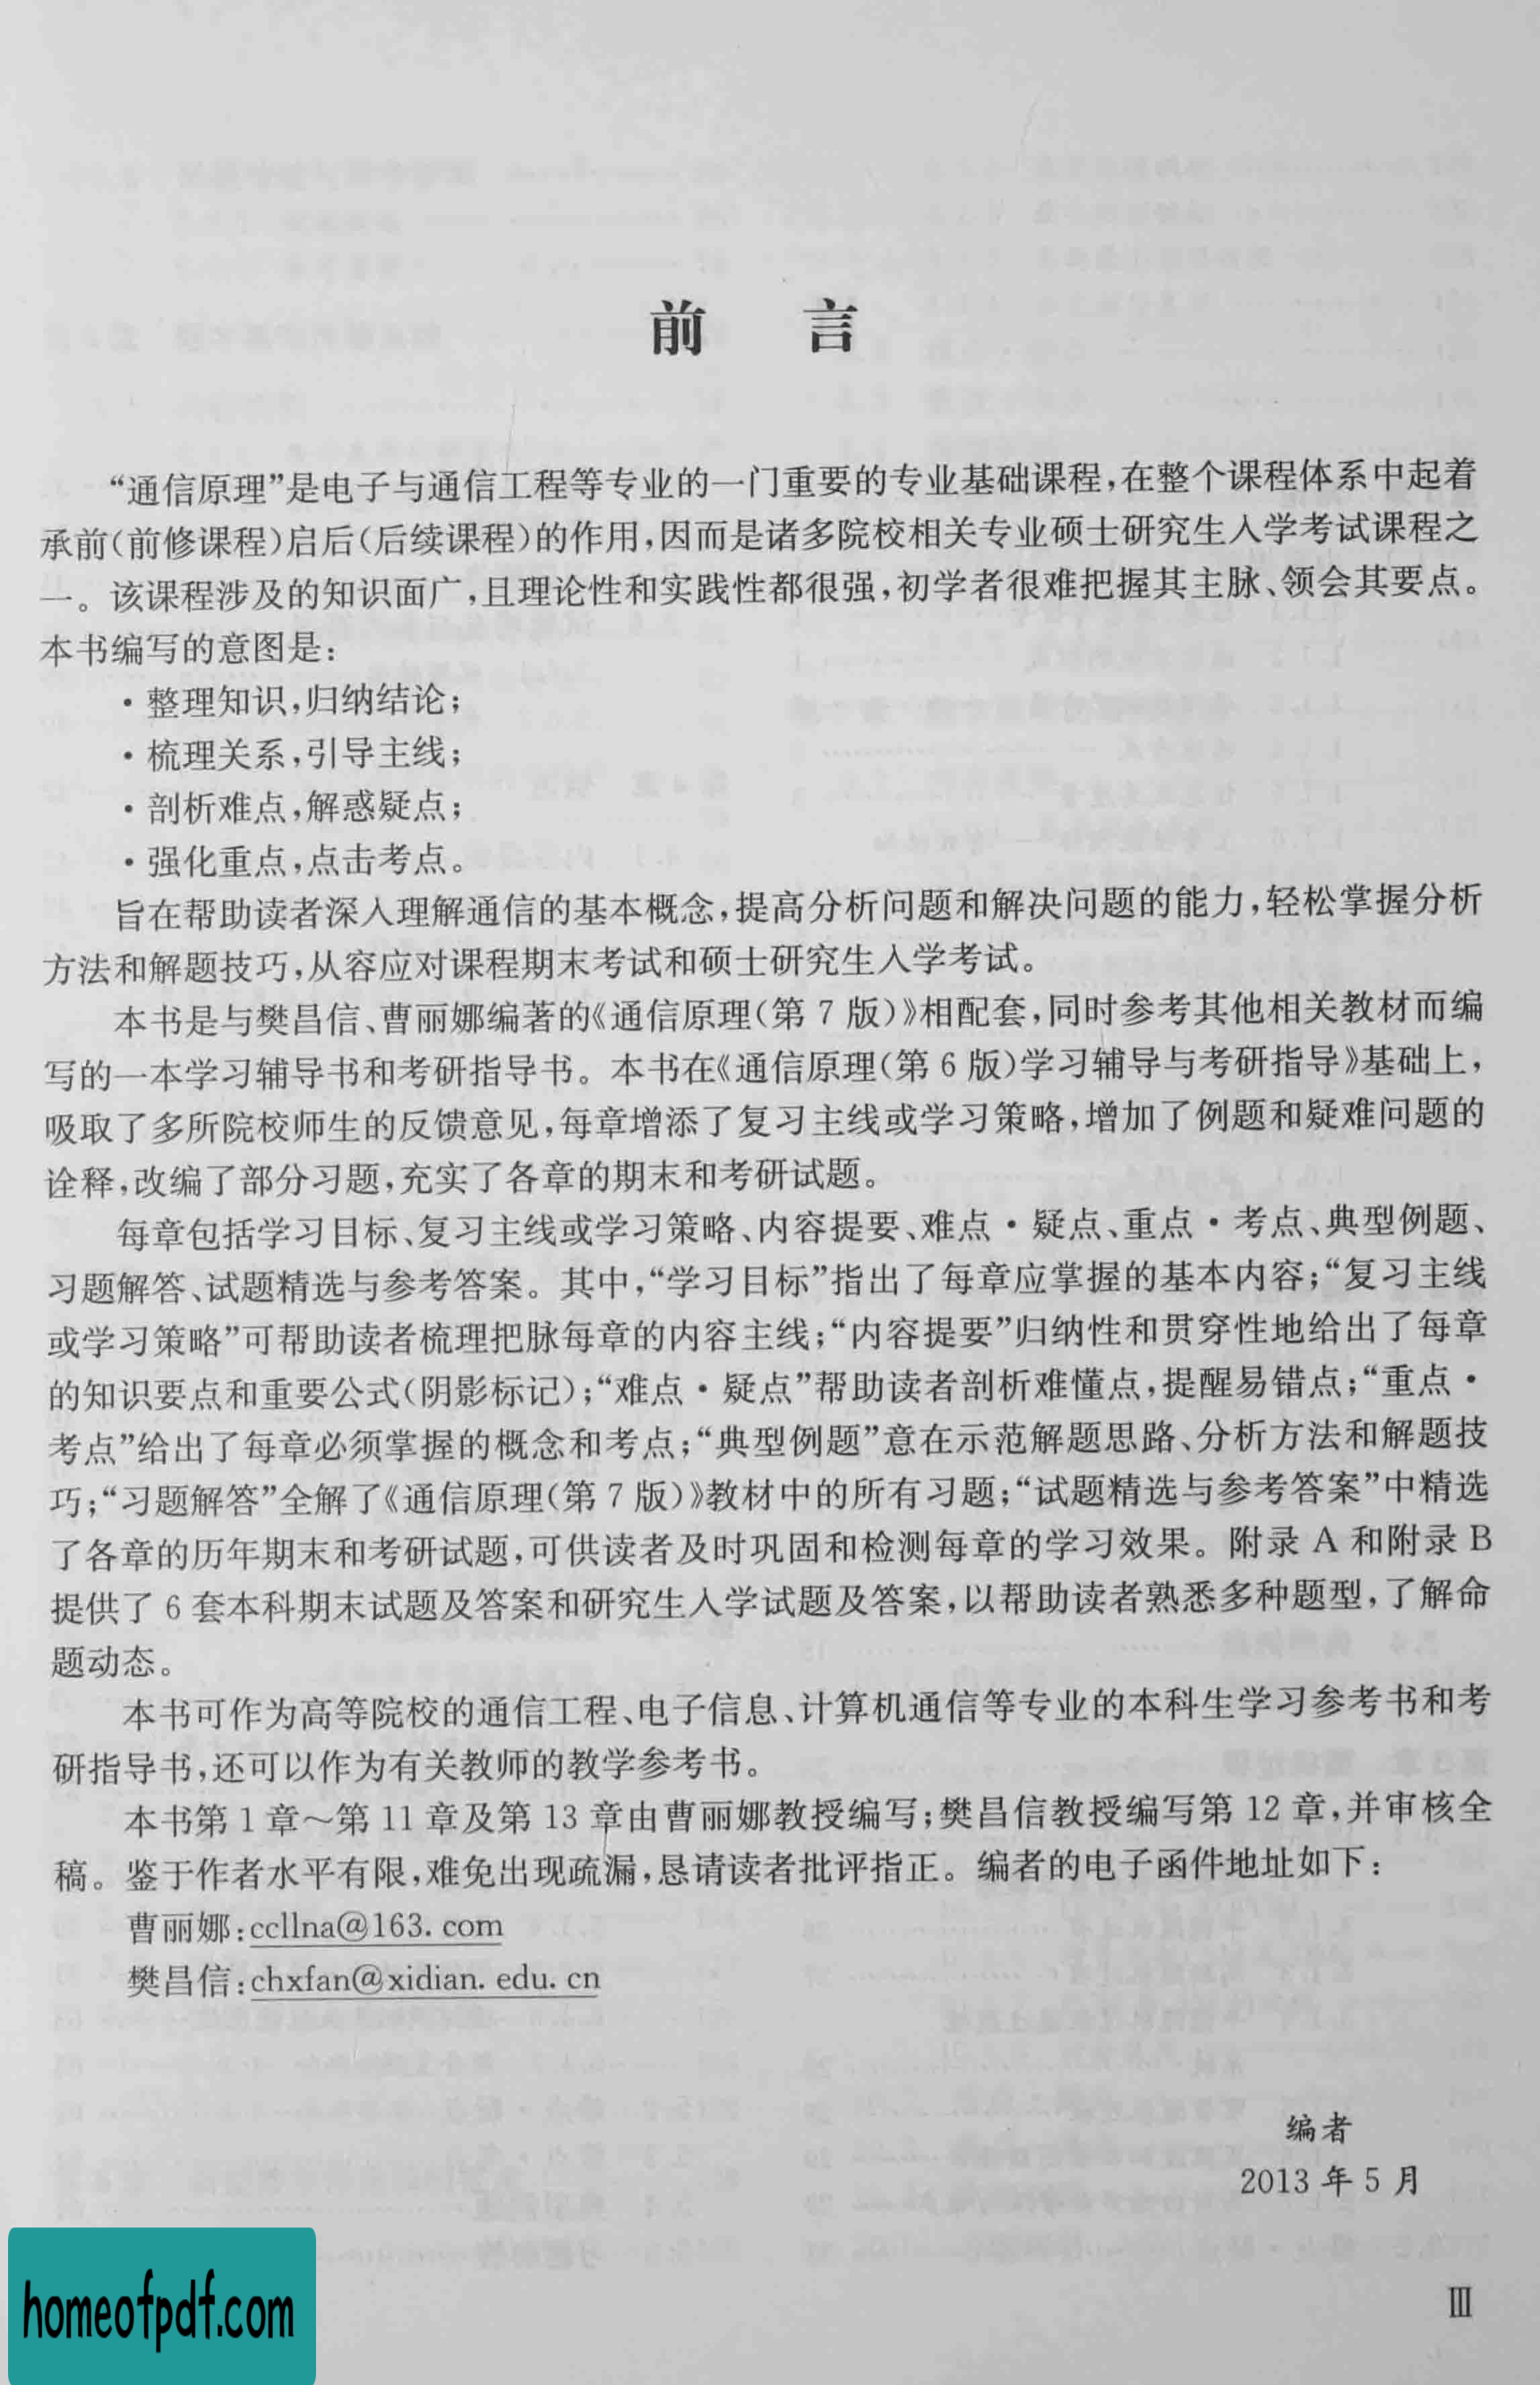 前 言
“通信原理”是电子与通信工程等专业的一门重要的专业基础课程,在整个课程体系中起着
承前(前修课程)启后(后续课程)的作用,因而是诸多院校相关专业硕士研究生入学考试课程之
一。该课程涉及的知识面广,且理论性和实践性都很强,初学者很难把握其主脉、领会其要点。
本书编写的意图是:
·整理知识,归纳结论;
·梳理关系,引导主线;
·剖析难点,解惑疑点;
·强化重点,点击考点。
旨在帮助读者深入理解通信的基本概念,提高分析问题和解决问题的能力,轻松掌握分析
方法和解题技巧,从容应对课程期末考试和硕士研究生入学考试。
本书是与樊昌信、曹丽娜编著的《通信原理(第 7 版)》相配套,同时参考其他相关教材而编
写的一本学习辅导书和考研指导书。本书在《通信原理(第 6 版)学习辅导与考研指导》基础上,
吸取了多所院校师生的反馈意见,每章增添了复习主线或学习策略,增加了例题和疑难问题的
诠释,改编了部分习题,充实了各章的期末和考研试题。
每章包括学习目标、复习主线或学习策略、内容提要、难点·疑点、重点·考点、典型例题、
习题解答、试题精选与参考答案。其中,“学习目标”指出了每章应掌握的基本内容;“复习主线
或学习策略”可帮助读者梳理把脉每章的内容主线;“内容提要”归纳性和贯穿性地给出了每章
的知识要点和重要公式(阴影标记);“难点·疑点”帮助读者剖析难懂点,提醒易错点;“重点·
考点”给出了每章必须掌握的概念和考点;“典型例题”意在示范解题思路、分析方法和解题技
巧;“习题解答”全解了《通信原理(第 7 版)》教材中的所有习题;“试题精选与参考答案”中精选
了各章的历年期末和考研试题,可供读者及时巩固和检测每章的学习效果。附录 A 和附录 B
提供了 6 套本科期末试题及答案和研究生入学试题及答案,以帮助读者熟悉多种题型,了解命
题动态。
本书可作为高等院校的通信工程、电子信息、计算机通信等专业的本科生学习参考书和考
研指导书,还可以作为有关教师的教学参考书。
本书第 1 章～第 11 章及第 13 章由曹丽娜教授编写;樊昌信教授编写第 12 章,并审核全
稿。鉴于作者水平有限,难免出现疏漏,恳请读者批评指正。编者的电子函件地址如下:
曹丽娜:ccllna@163. com
樊昌信:chxfan@xidian. edu. cn
编者
2013 年 5 月
Ⅲ
homeofpdf.com